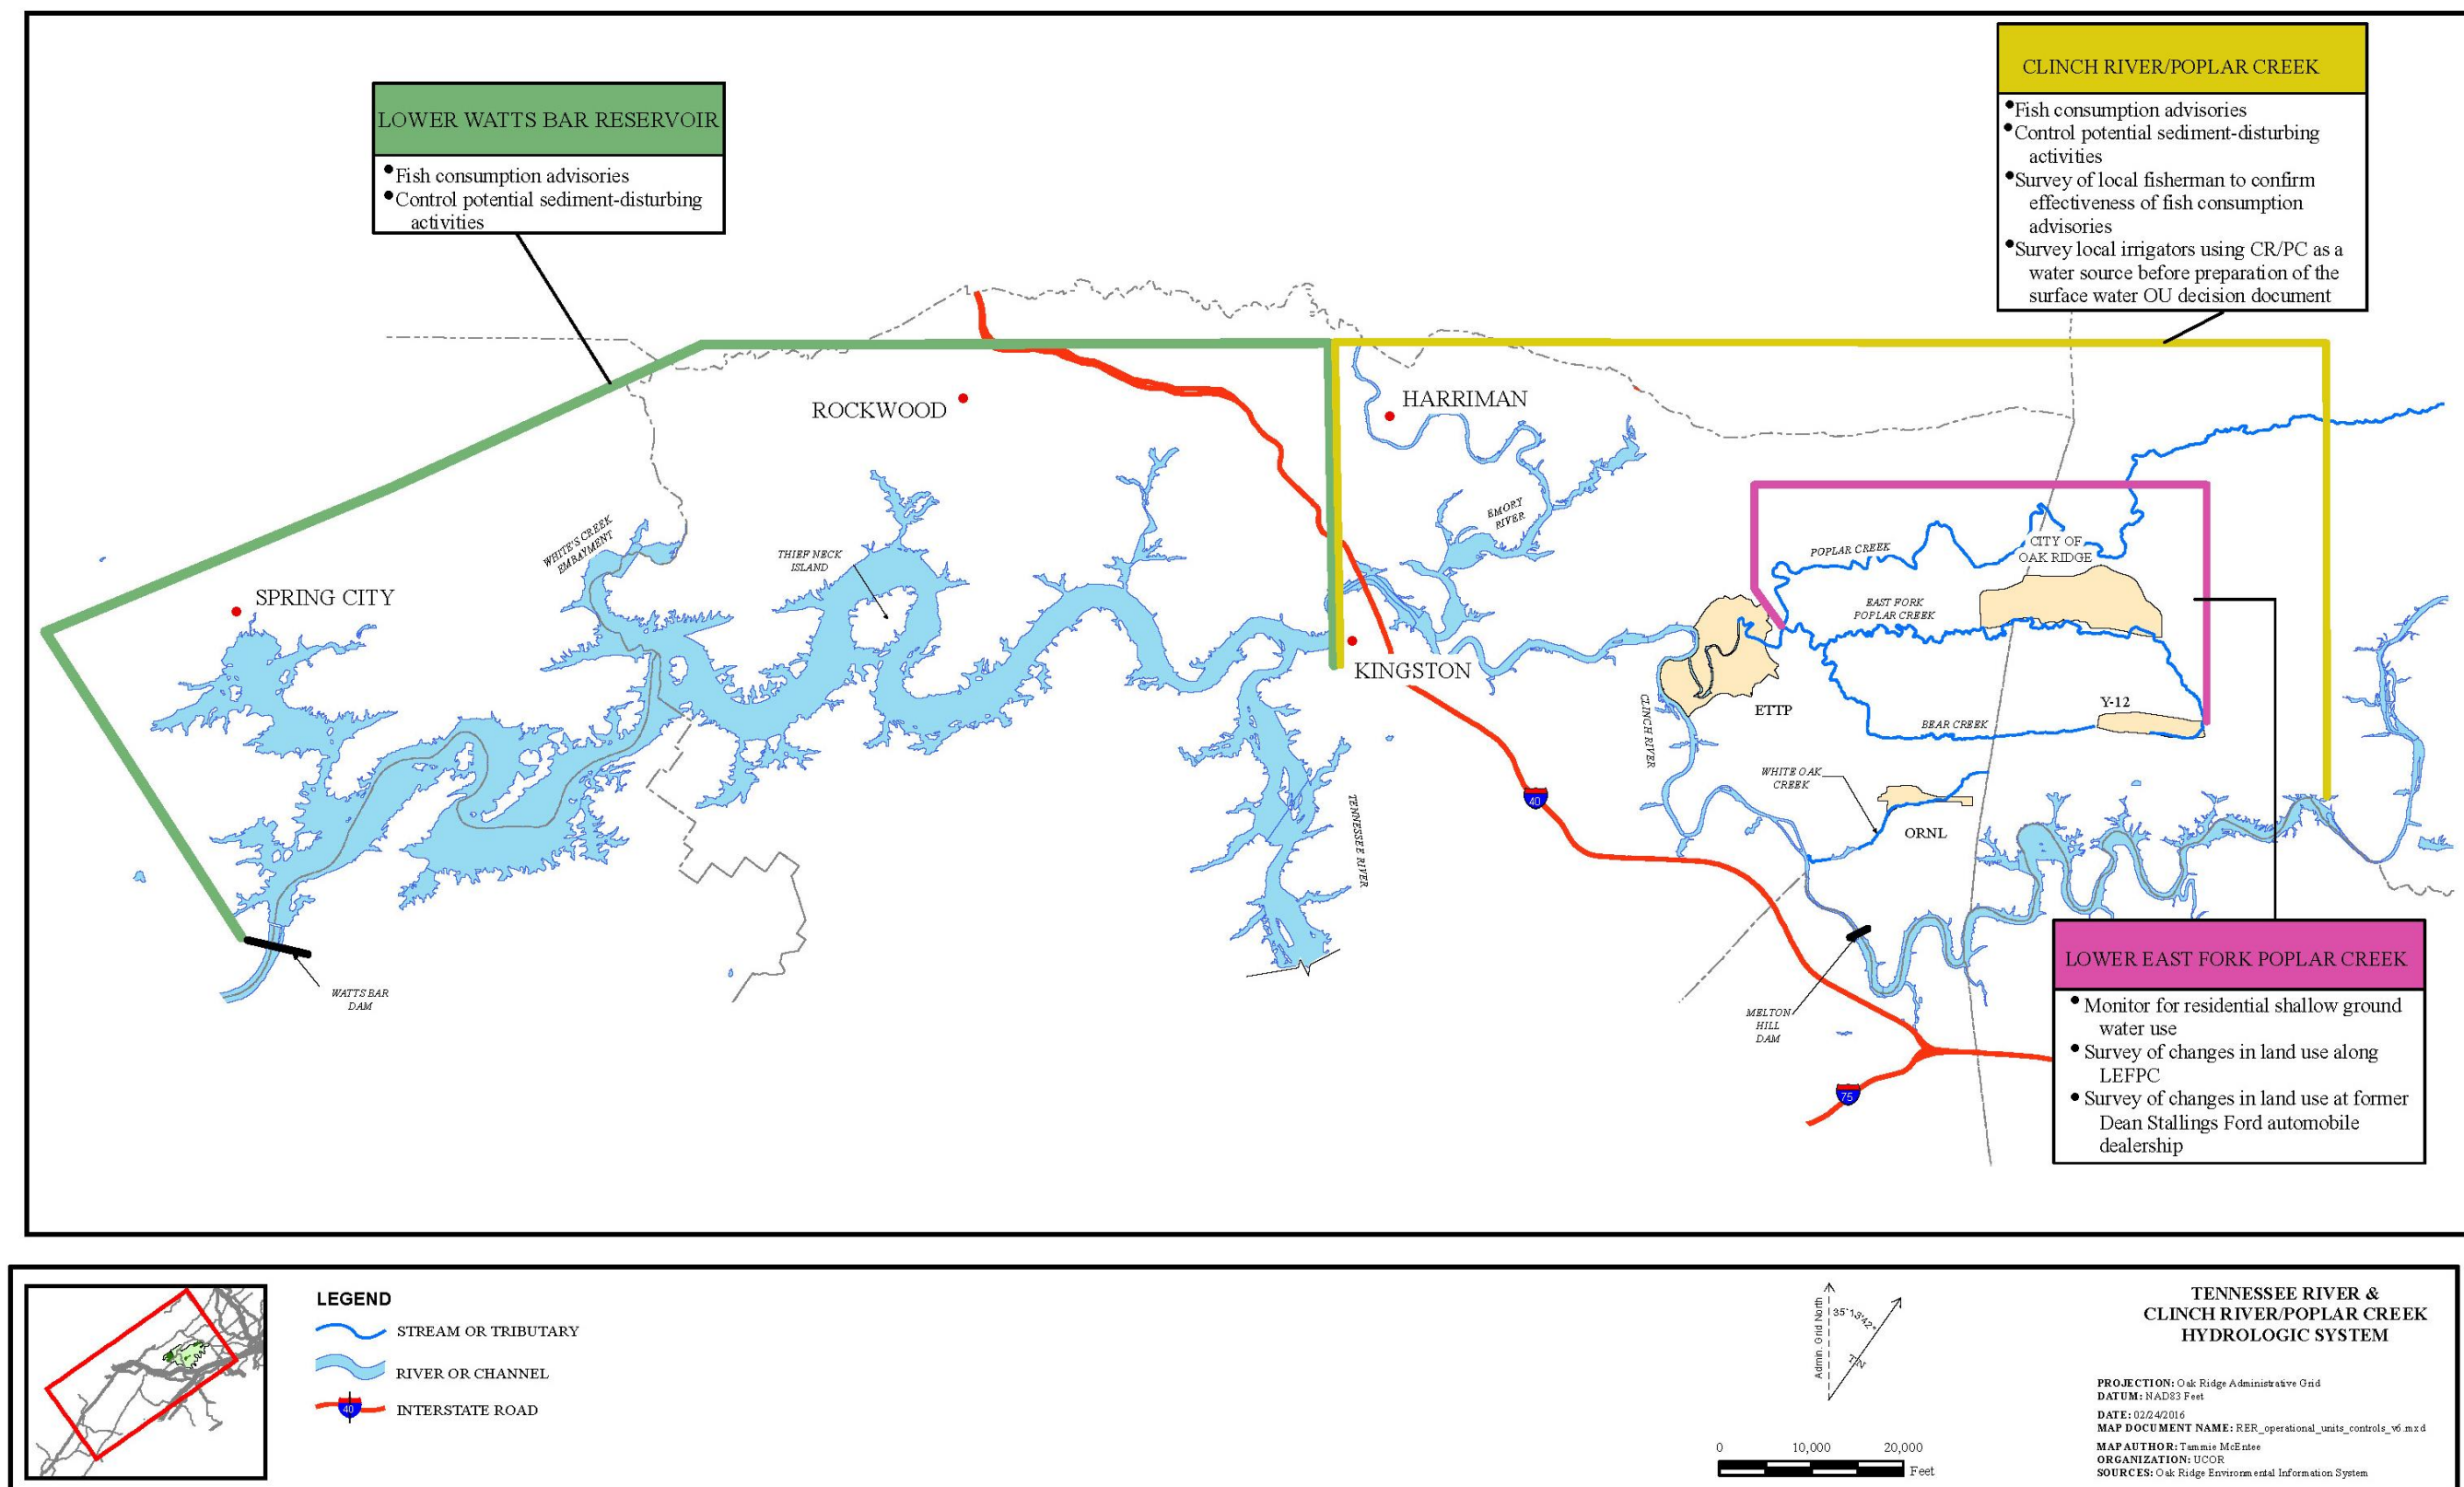 LOWER WATTS BAR RESERVOIR
•Fish consumption advisories
•Control potential sediment-disturbing
activities
CLINCH RIVER/POPLAR CREEK
•Fish consumption advisories
•Control potential sediment-disturbing
activities
•Survey of local fisherman to confirm
effectiveness of fish consumption
advisories
•Survey local irrigators using CR/PC as a
water source before preparation of the
surface water OU decision document
ROCKWOOD
HARRIMAN
SPRING CITY
KINGSTON
WHITE'S CREEK
EMBAYMENT
THIEF NECK
ISLAND
EMORY
RIVER
POPLAR CREEK
CITY OF
OAK RIDGE
EAST FORK
POPLAR CREEK
ETTP
Y-12
BEAR CREEK
CLINCH RIVER
WHITE OAK
CREEK
ORNL
TENNESSEE RIVER
40
WATTS BAR
DAM
MELTON
HILL
DAM
75
LOWER EAST FORK POPLAR CREEK
• Monitor for residential shallow ground
water use
• Survey of changes in land use along
LEFPC
• Survey of changes in land use at former
Dean Stallings Ford automobile
dealership
LEGEND
STREAM OR TRIBUTARY
RIVER OR CHANNEL
40
INTERSTATE ROAD
Admin. Grid North
35°13'42"
TN
0 10,000 20,000
Feet
TENNESSEE RIVER &
CLINCH RIVER/POPLAR CREEK
HYDROLOGIC SYSTEM
PROJECTION: Oak Ridge Administrative Grid
DATUM: NAD83 Feet
DATE: 02/24/2016
MAP DOCUMENT NAME: RER_operational_units_controls_v6.mxd
MAP AUTHOR: Tammie McEntee
ORGANIZATION: UCOR
SOURCES: Oak Ridge Environmental Information System